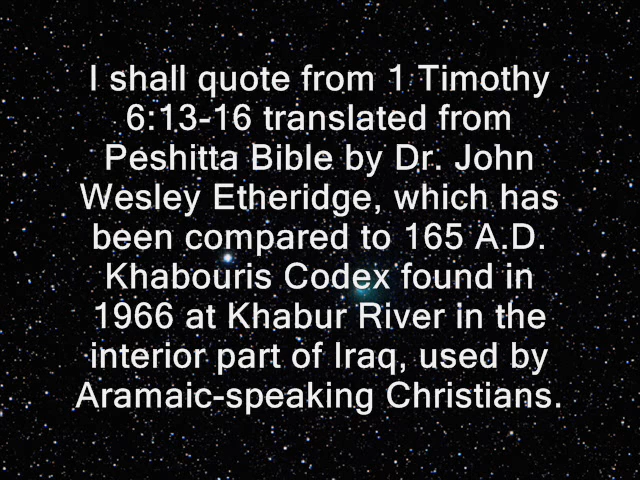 I shall quote from 1 Timothy
6:13-16 translated from
Peshitta Bible by Dr. John
Wesley Etheridge, which has
been compared to 165 A.D.
Khabouris Codex found in
1966 at Khabur River in the
interior part of Iraq, used by
Aramaic-speaking Christians.